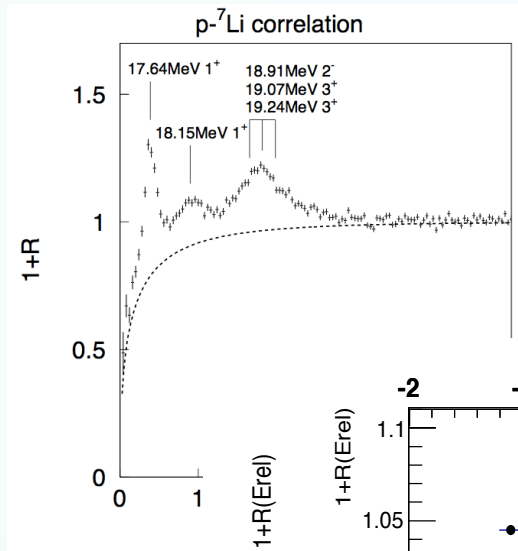 p-⁷Li correlation
17.64MeV 1⁺
18.91MeV 2⁻
19.07MeV 3⁺
19.24MeV 3⁺
18.15MeV 1⁺
1.5
1
0.5
0
1+R
0
1
1+R(Erel)
-2
1+R(Erel)
1.1
1.05